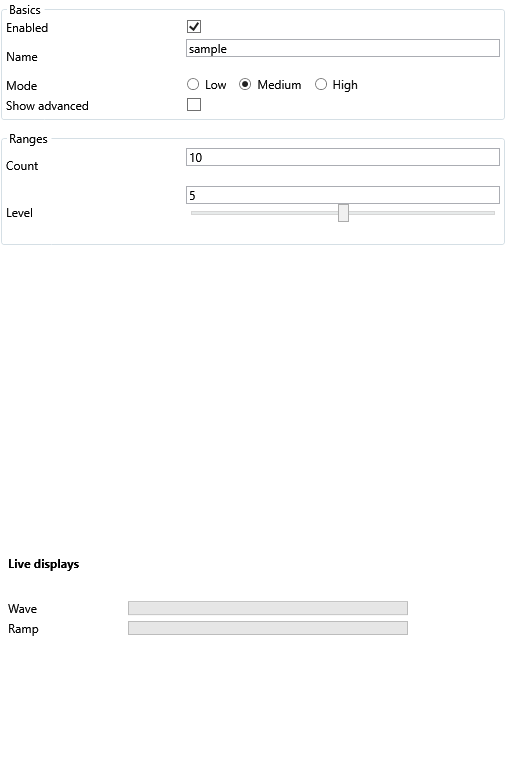 Basics
Enabled
Name sample
Mode Low Medium High
Show advanced
Ranges
Count 10
5
Level
Live displays
Wave
Ramp